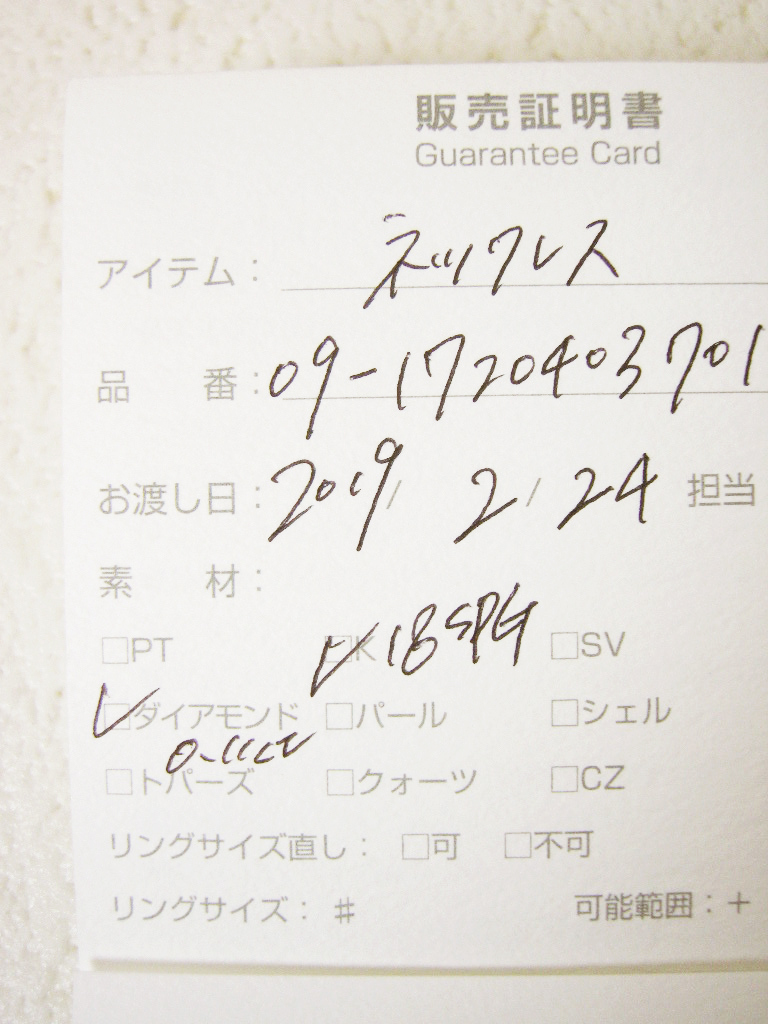 販売証明書
Guarantee Card
アイテム： ネックレス
品　番： 09-1720403701
お渡し日： 2019 / 2 / 24 担当
素　材：
□PT ☑K 18SPG □SV
☑ダイアモンド □パール □シェル
0.11ct
□トパーズ □クォーツ □CZ
リングサイズ直し： □可 □不可
リングサイズ： # 可能範囲：＋